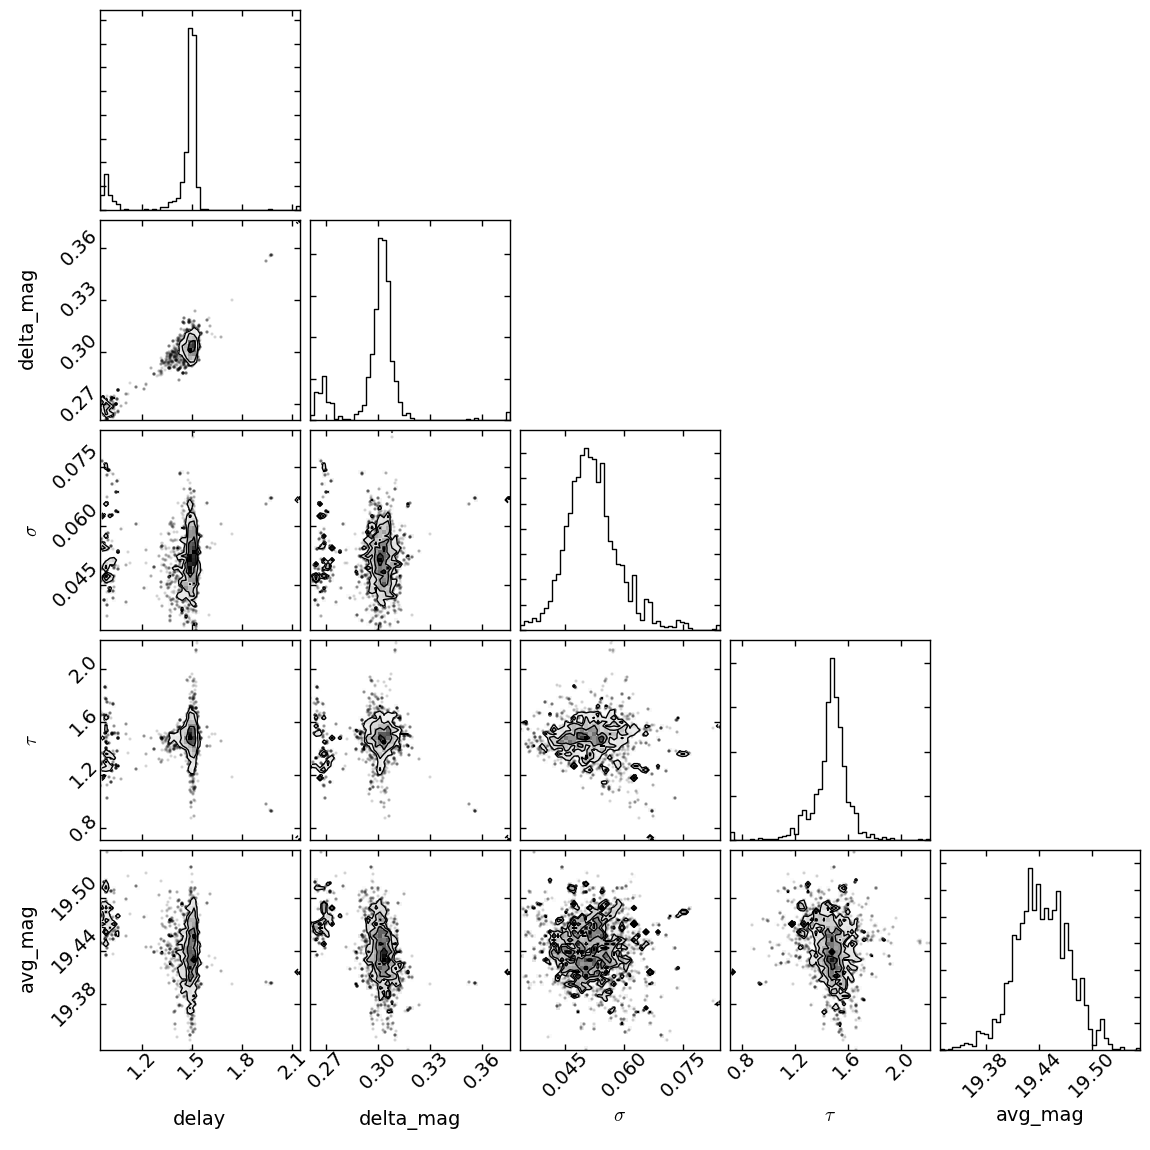 delta_mag
0.36
0.33
0.30
0.27
σ
0.075
0.060
0.045
τ
2.0
1.6
1.2
0.8
avg_mag
19.50
19.44
19.38
1.2 1.5 1.8 2.1 0.27 0.30 0.33 0.36 0.045 0.060 0.075 0.8 1.2 1.6 2.0 19.38 19.44 19.50
delay delta_mag σ τ avg_mag